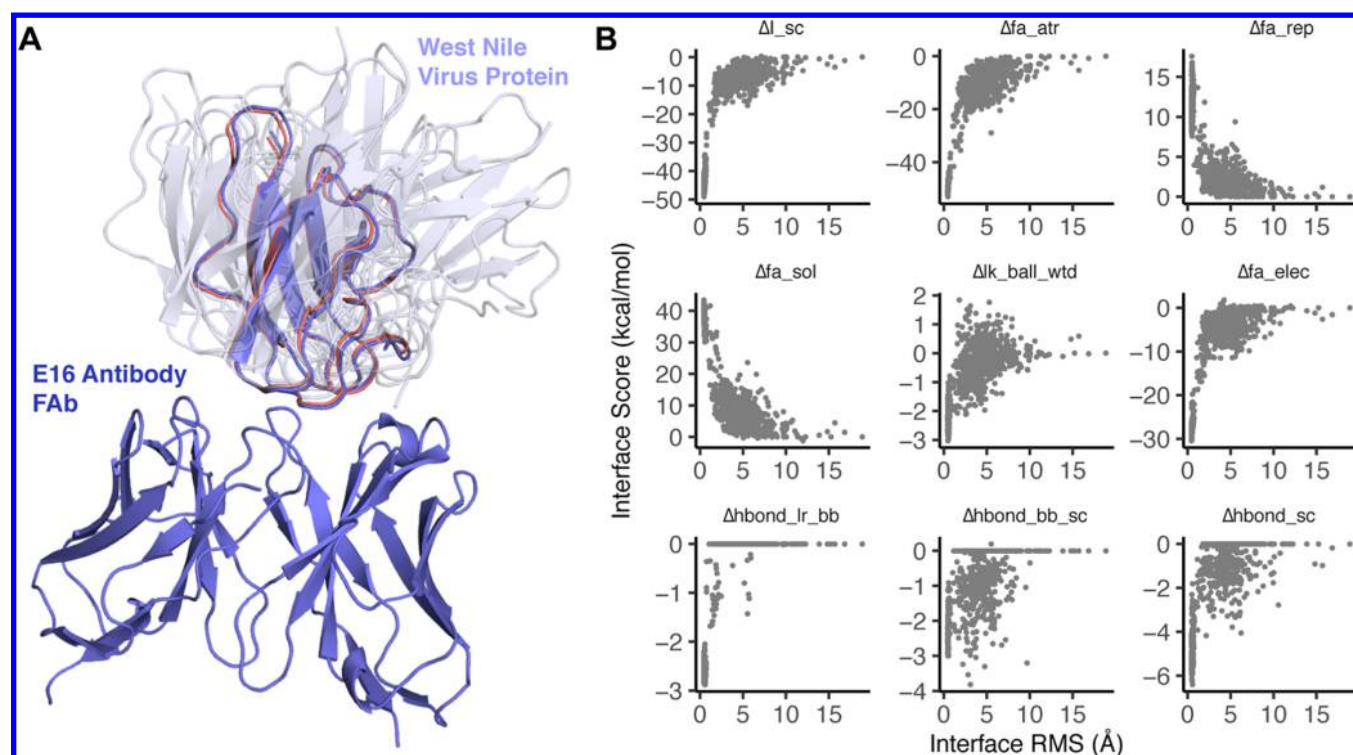 A
West Nile
Virus Protein
E16 Antibody
FAb
B
Interface Score (kcal/mol)
ΔI_sc
0
−10
−20
−30
−40
−50
0 5 10 15
Δfa_atr
0
−20
−40
0 5 10 15
Δfa_rep
15
10
5
0
0 5 10 15
Δfa_sol
40
30
20
10
0
0 5 10 15
Δlk_ball_wtd
2
1
0
−1
−2
−3
0 5 10 15
Δfa_elec
0
−10
−20
−30
0 5 10 15
Δhbond_lr_bb
0
−1
−2
−3
0 5 10 15
Δhbond_bb_sc
0
−1
−2
−3
−4
0 5 10 15
Δhbond_sc
0
−2
−4
−6
0 5 10 15
Interface RMS (Å)